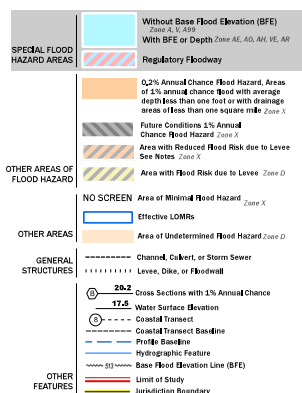 SPECIAL FLOOD
HAZARD AREAS
Without Base Flood Elevation (BFE)
Zone A, V, A99
With BFE or Depth Zone AE, AO, AH, VE, AR
Regulatory Floodway
OTHER AREAS OF
FLOOD HAZARD
0.2% Annual Chance Flood Hazard, Areas
of 1% annual chance flood with average
depth less than one foot or with drainage
areas of less than one square mile Zone X
Future Conditions 1% Annual
Chance Flood Hazard Zone X
Area with Reduced Flood Risk due to Levee
See Notes Zone X
Area with Flood Risk due to Levee Zone D
OTHER AREAS
NO SCREEN Area of Minimal Flood Hazard Zone X
Effective LOMRs
Area of Undetermined Flood Hazard Zone D
GENERAL
STRUCTURES
Channel, Culvert, or Storm Sewer
Levee, Dike, or Floodwall
OTHER
FEATURES
B 20.2 Cross Sections with 1% Annual Chance
17.5 Water Surface Elevation
8 Coastal Transect
Coastal Transect Baseline
Profile Baseline
Hydrographic Feature
513 Base Flood Elevation Line (BFE)
Limit of Study
Jurisdiction Boundary